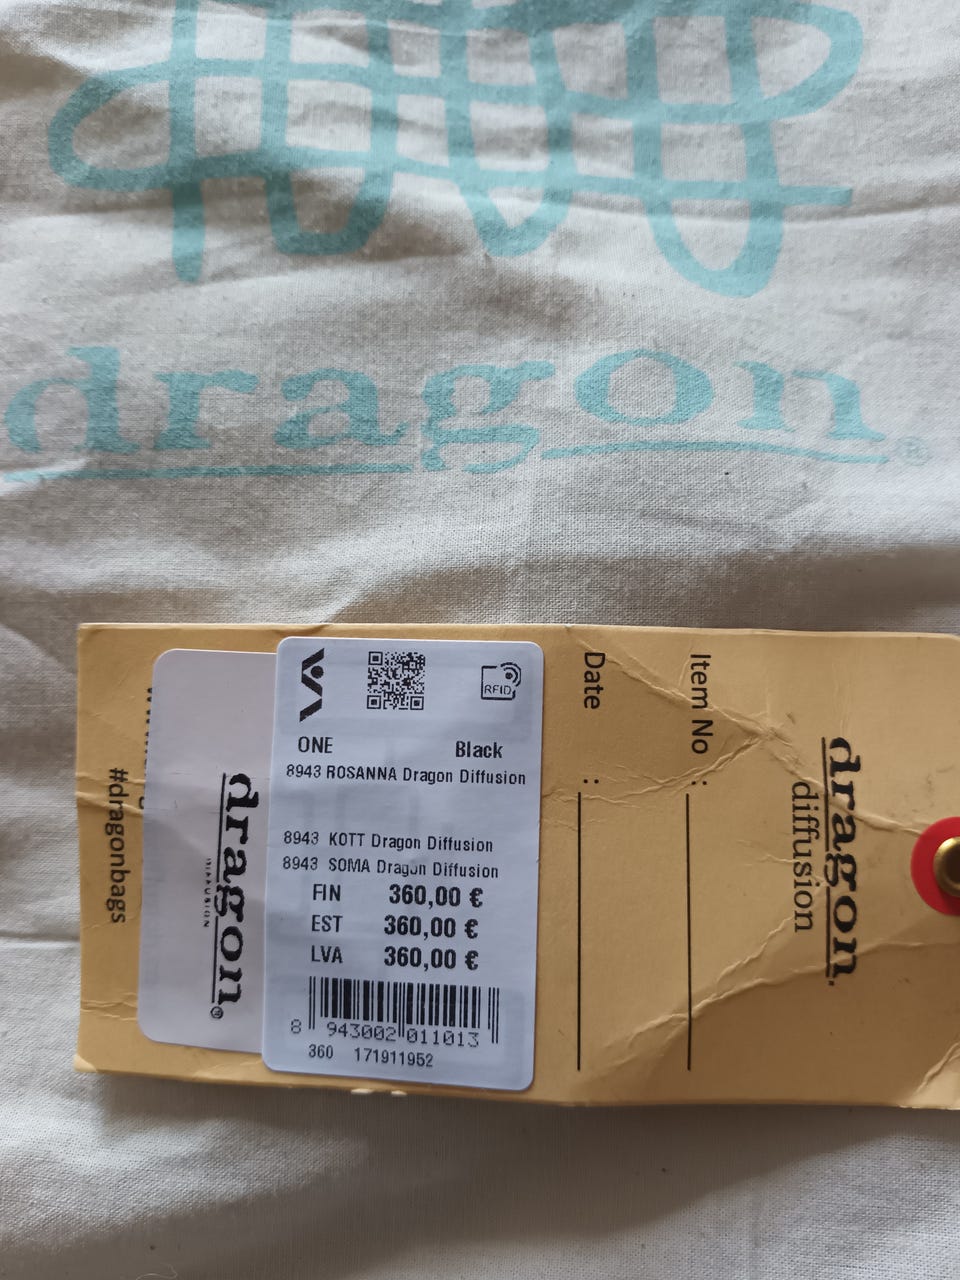 dragon®
RFID
ONE Black
8943 ROSANNA Dragon Diffusion
8943 KOTT Dragon Diffusion
8943 SOMA Dragon Diffusion
FIN 360,00 €
EST 360,00 €
LVA 360,00 €
8 943002 011013
360 171911952
dragon
diffusion
Item No :
Date :
dragon®
DIFFUSION
#dragonbags